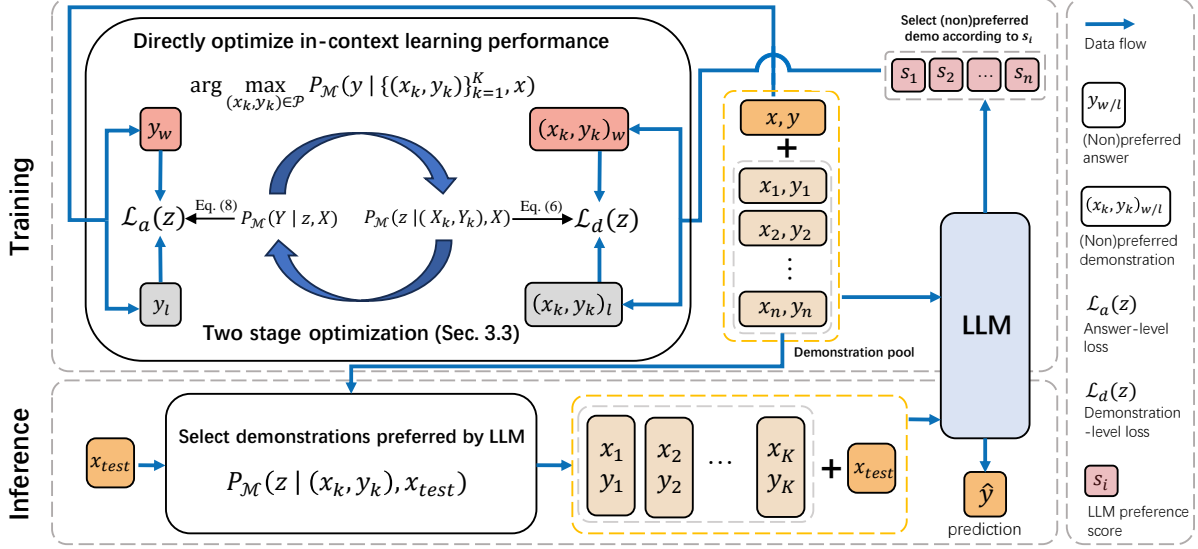 Training
Directly optimize in-context learning performance
arg max P_ℳ(y | {(x_k, y_k)}_{k=1}^K, x)
(x_k,y_k)∈𝒫
y_w
(x_k, y_k)_w
ℒ_a(z)
Eq. (8)
P_ℳ(Y | z, X)
P_ℳ(z |( X_k, Y_k), X)
Eq. (6)
ℒ_d(z)
y_l
(x_k, y_k)_l
Two stage optimization (Sec. 3.3)
x, y
+
x_1, y_1
x_2, y_2
⋮
x_n, y_n
Demonstration pool
Select (non)preferred
demo according to s_i
s_1
s_2
...
s_n
LLM
Inference
x_test
Select demonstrations preferred by LLM
P_ℳ(z | (x_k, y_k), x_test)
x_1
y_1
x_2
y_2
...
x_K
y_K
+
x_test
ŷ
prediction
Data flow
y_{w/l}
(Non)preferred
answer
(x_k, y_k)_{w/l}
(Non)preferred
demonstration
ℒ_a(z)
Answer-level
loss
ℒ_d(z)
Demonstration
-level loss
s_i
LLM preference
score